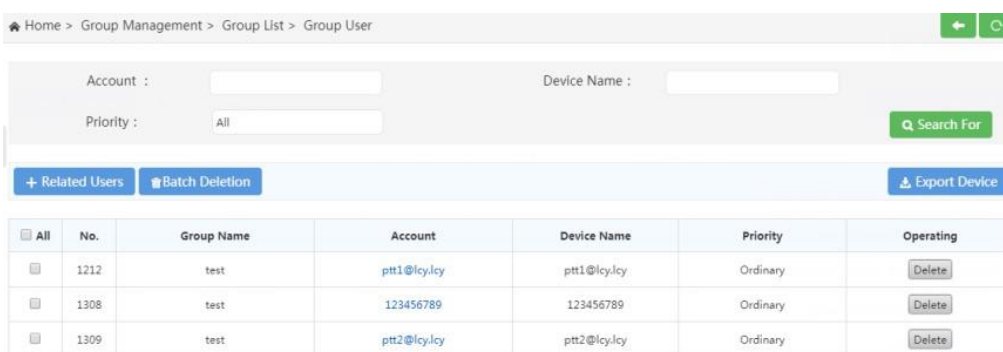 Home > Group Management > Group List > Group User
Account : Device Name :
Priority : All Search For
+ Related Users Batch Deletion Export Device
All No. Group Name Account Device Name Priority Operating
1212 test ptt1@lcy.lcy ptt1@lcy.lcy Ordinary Delete
1308 test 123456789 123456789 Ordinary Delete
1309 test ptt2@lcy.lcy ptt2@lcy.lcy Ordinary Delete